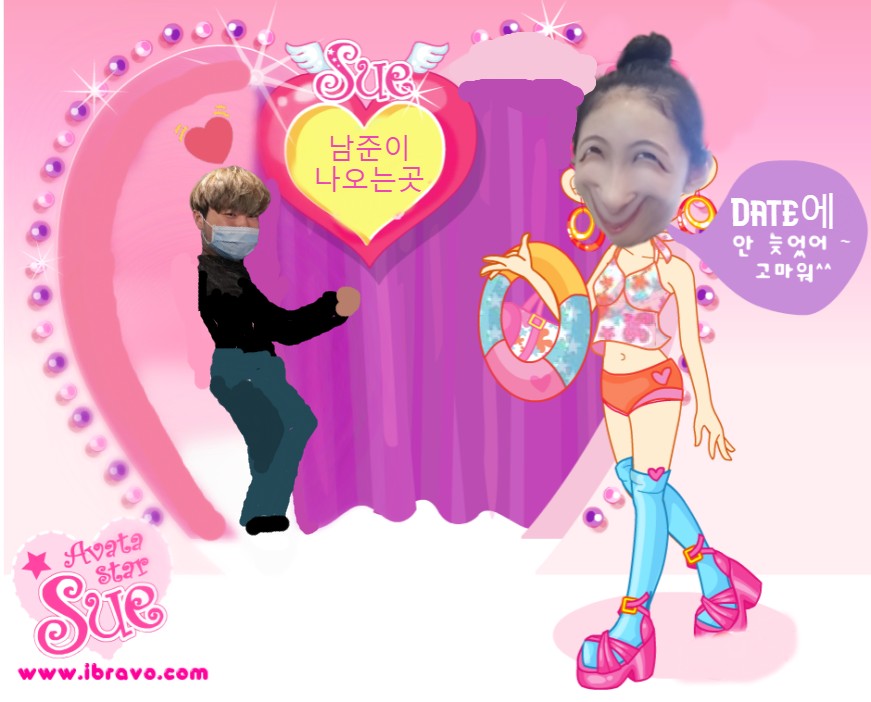 Sue
남준이
나오는곳
DATE에
안 늦었어 ~
고마워^^
Avata
star
Sue
www.ibravo.com